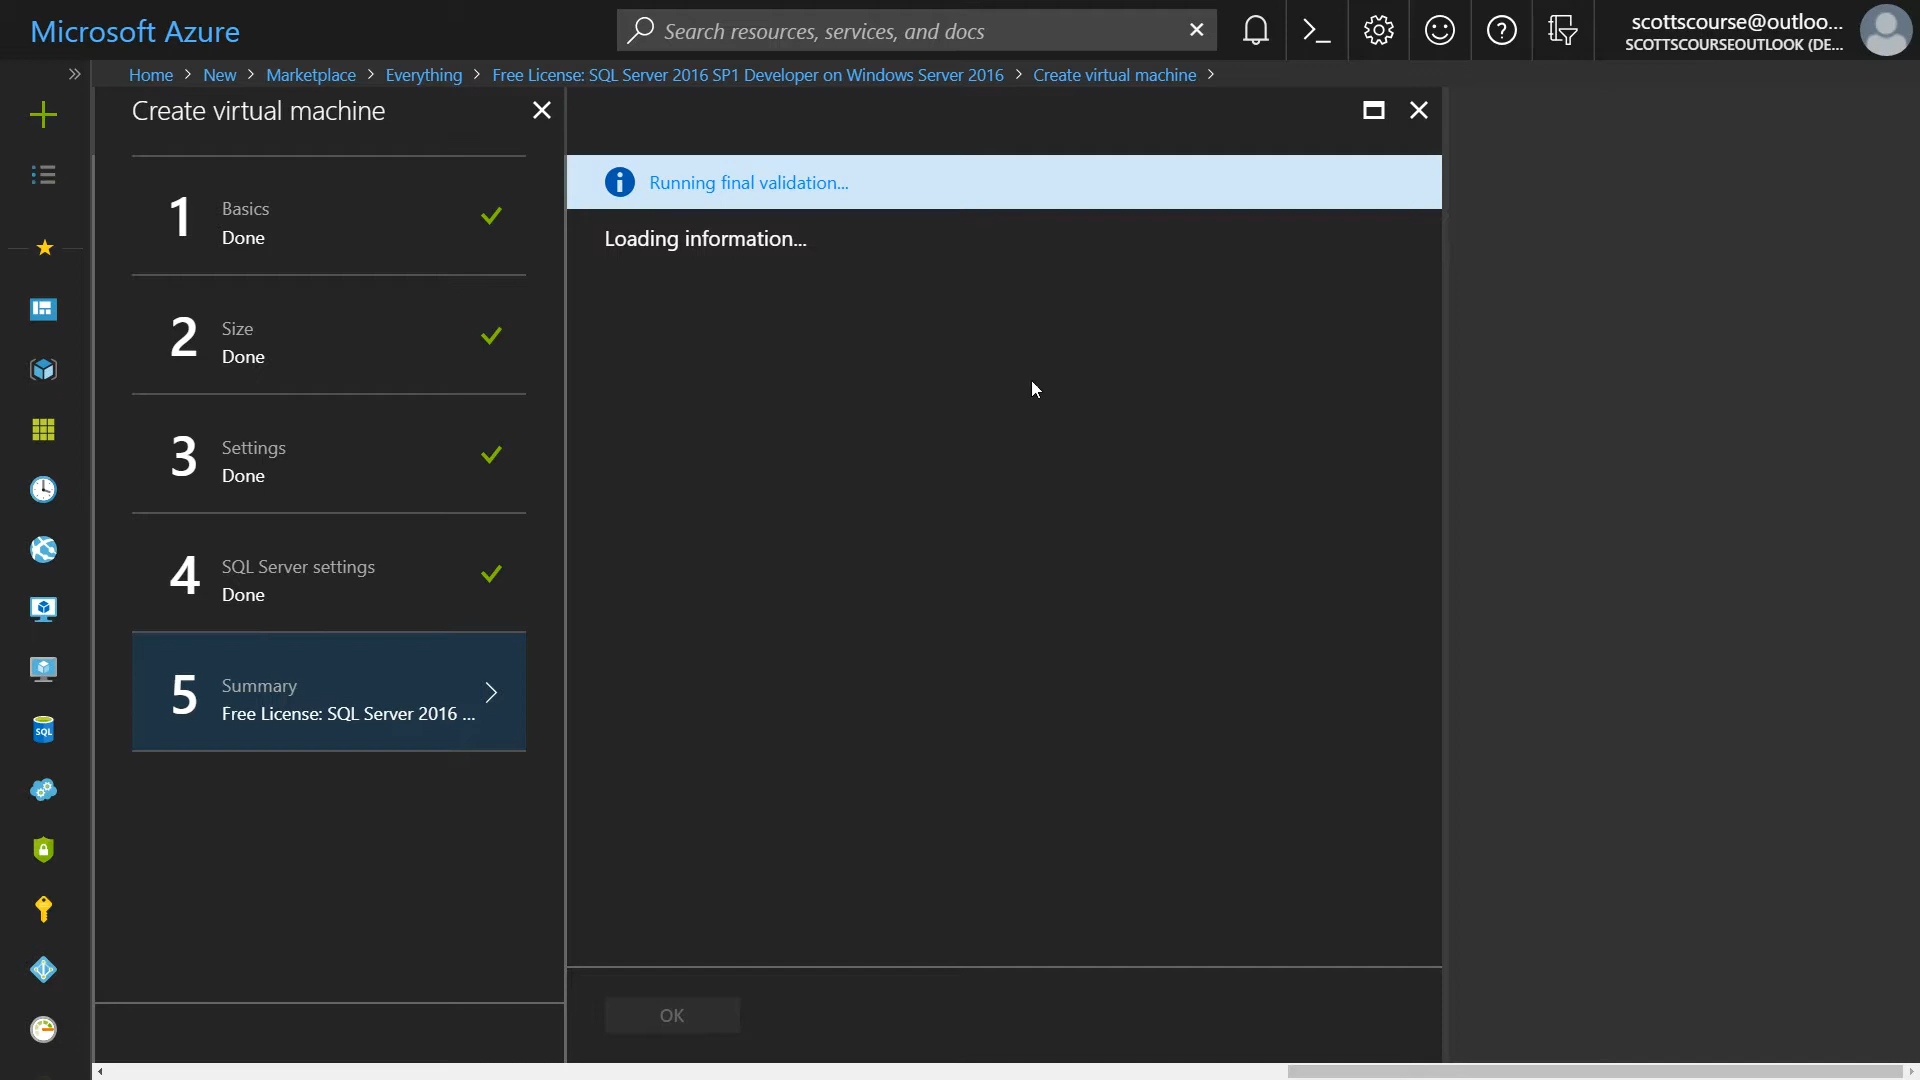 Microsoft Azure
Search resources, services, and docs
scottscourse@outloo...
SCOTTSCOURSEOUTLOOK (DE...
Home > New > Marketplace > Everything > Free License: SQL Server 2016 SP1 Developer on Windows Server 2016 > Create virtual machine >
Create virtual machine
1
Basics
Done
2
Size
Done
3
Settings
Done
4
SQL Server settings
Done
5
Summary
Free License: SQL Server 2016 ...
Running final validation...
Loading information...
OK
SQL